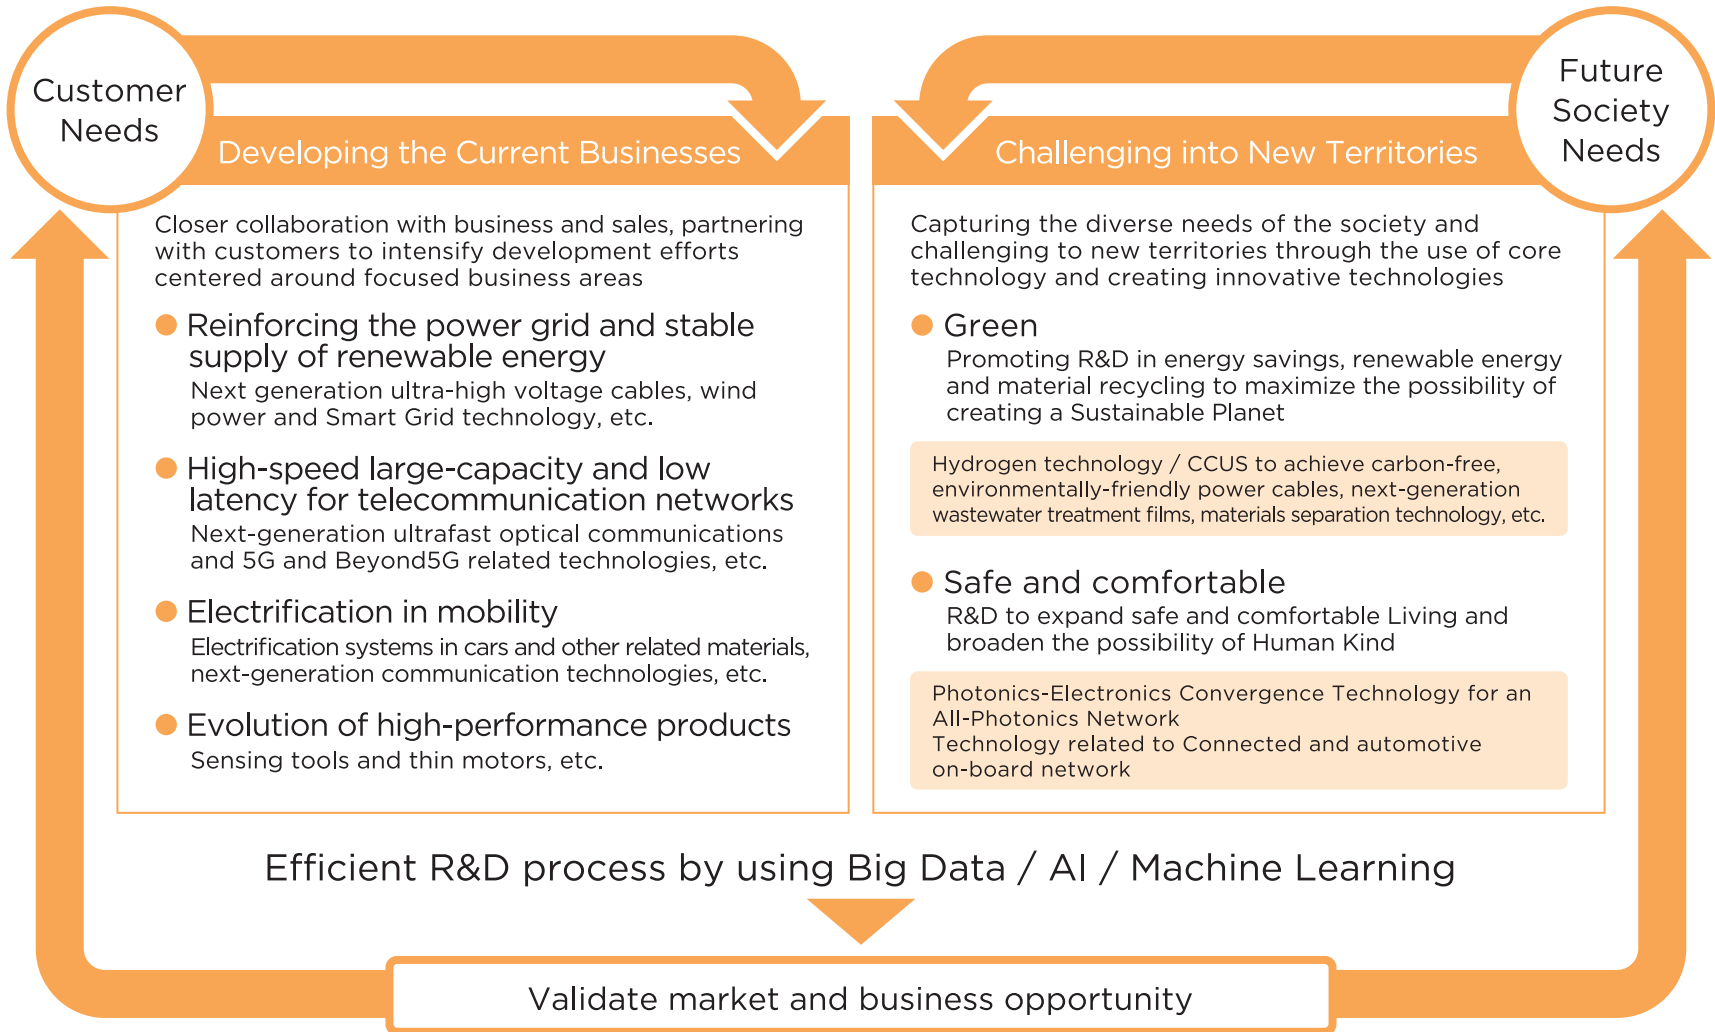 Customer
Needs
Future
Society
Needs
Developing the Current Businesses
Closer collaboration with business and sales, partnering
with customers to intensify development efforts
centered around focused business areas
Reinforcing the power grid and stable
supply of renewable energy
Next generation ultra-high voltage cables, wind
power and Smart Grid technology, etc.
High-speed large-capacity and low
latency for telecommunication networks
Next-generation ultrafast optical communications
and 5G and Beyond5G related technologies, etc.
Electrification in mobility
Electrification systems in cars and other related materials,
next-generation communication technologies, etc.
Evolution of high-performance products
Sensing tools and thin motors, etc.
Challenging into New Territories
Capturing the diverse needs of the society and
challenging to new territories through the use of core
technology and creating innovative technologies
Green
Promoting R&D in energy savings, renewable energy
and material recycling to maximize the possibility of
creating a Sustainable Planet
Hydrogen technology / CCUS to achieve carbon-free,
environmentally-friendly power cables, next-generation
wastewater treatment films, materials separation technology, etc.
Safe and comfortable
R&D to expand safe and comfortable Living and
broaden the possibility of Human Kind
Photonics-Electronics Convergence Technology for an
All-Photonics Network
Technology related to Connected and automotive
on-board network
Efficient R&D process by using Big Data / AI / Machine Learning
Validate market and business opportunity